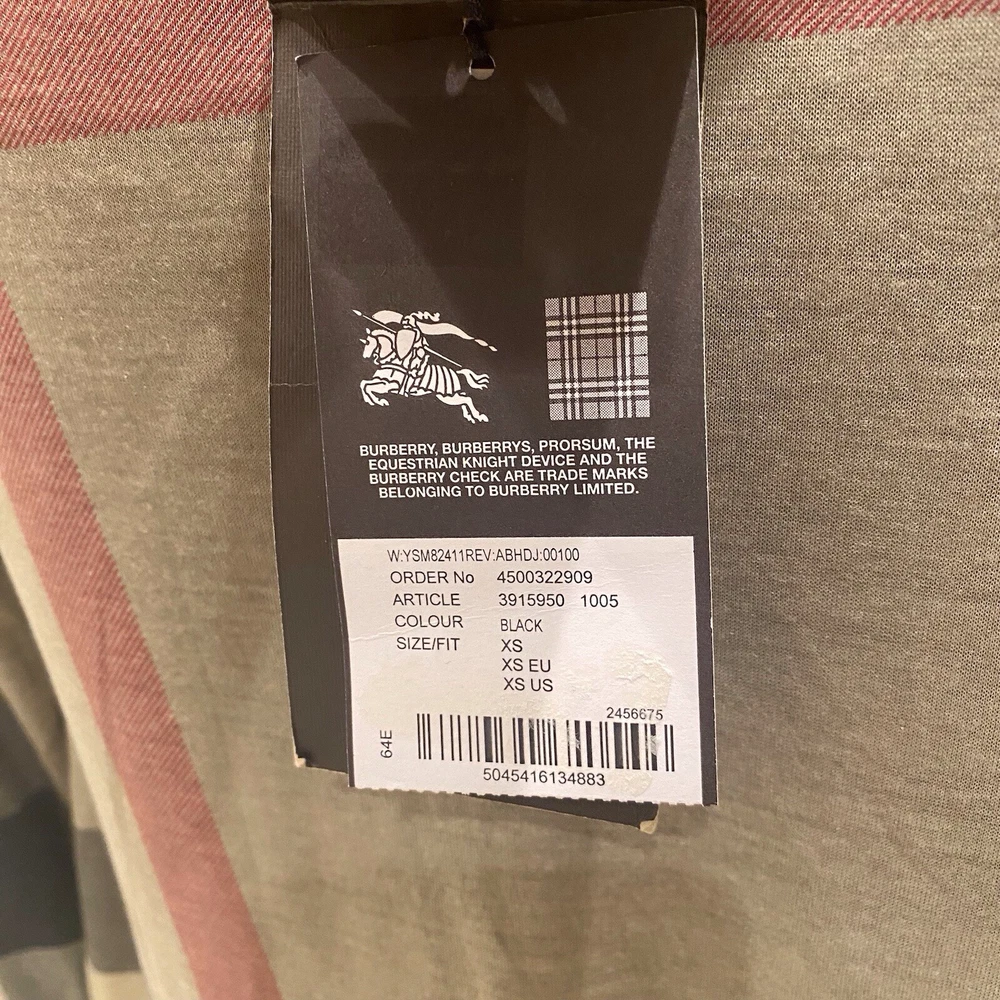 BURBERRY, BURBERRYS, PRORSUM, THE
EQUESTRIAN KNIGHT DEVICE AND THE
BURBERRY CHECK ARE TRADE MARKS
BELONGING TO BURBERRY LIMITED.
W:YSM82411REV:ABHDJ:00100
ORDER No 4500322909
ARTICLE 3915950 1005
COLOUR BLACK
SIZE/FIT XS
XS EU
XS US
2456675
64E
5045416134883